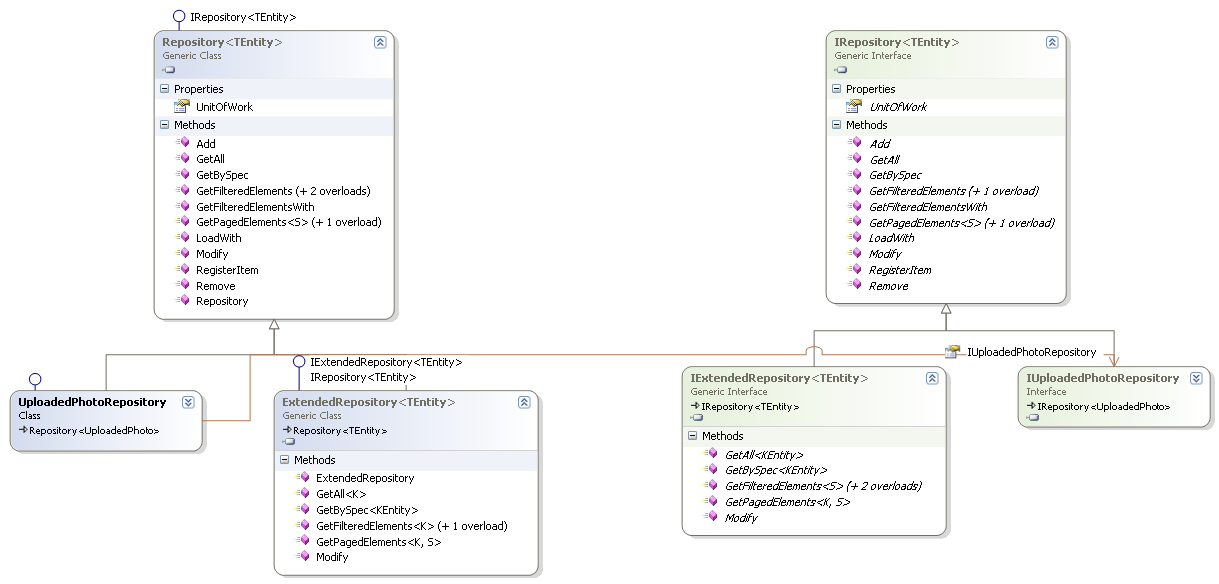 IRepository<TEntity>
Repository<TEntity>
Generic Class
Properties
UnitOfWork
Methods
Add
GetAll
GetBySpec
GetFilteredElements (+ 2 overloads)
GetFilteredElementsWith
GetPagedElements<S> (+ 1 overload)
LoadWith
Modify
RegisterItem
Remove
Repository
IRepository<TEntity>
Generic Interface
Properties
UnitOfWork
Methods
Add
GetAll
GetBySpec
GetFilteredElements (+ 1 overload)
GetFilteredElementsWith
GetPagedElements<S> (+ 1 overload)
LoadWith
Modify
RegisterItem
Remove
IUploadedPhotoRepository
UploadedPhotoRepository
Class
Repository<UploadedPhoto>
IExtendedRepository<TEntity>
IRepository<TEntity>
ExtendedRepository<TEntity>
Generic Class
Repository<TEntity>
Methods
ExtendedRepository
GetAll<K>
GetBySpec<KEntity>
GetFilteredElements<K> (+ 1 overload)
GetPagedElements<K, S>
Modify
IExtendedRepository<TEntity>
Generic Interface
IRepository<TEntity>
Methods
GetAll<KEntity>
GetBySpec<KEntity>
GetFilteredElements<S> (+ 2 overloads)
GetPagedElements<K, S>
Modify
IUploadedPhotoRepository
Interface
IRepository<UploadedPhoto>